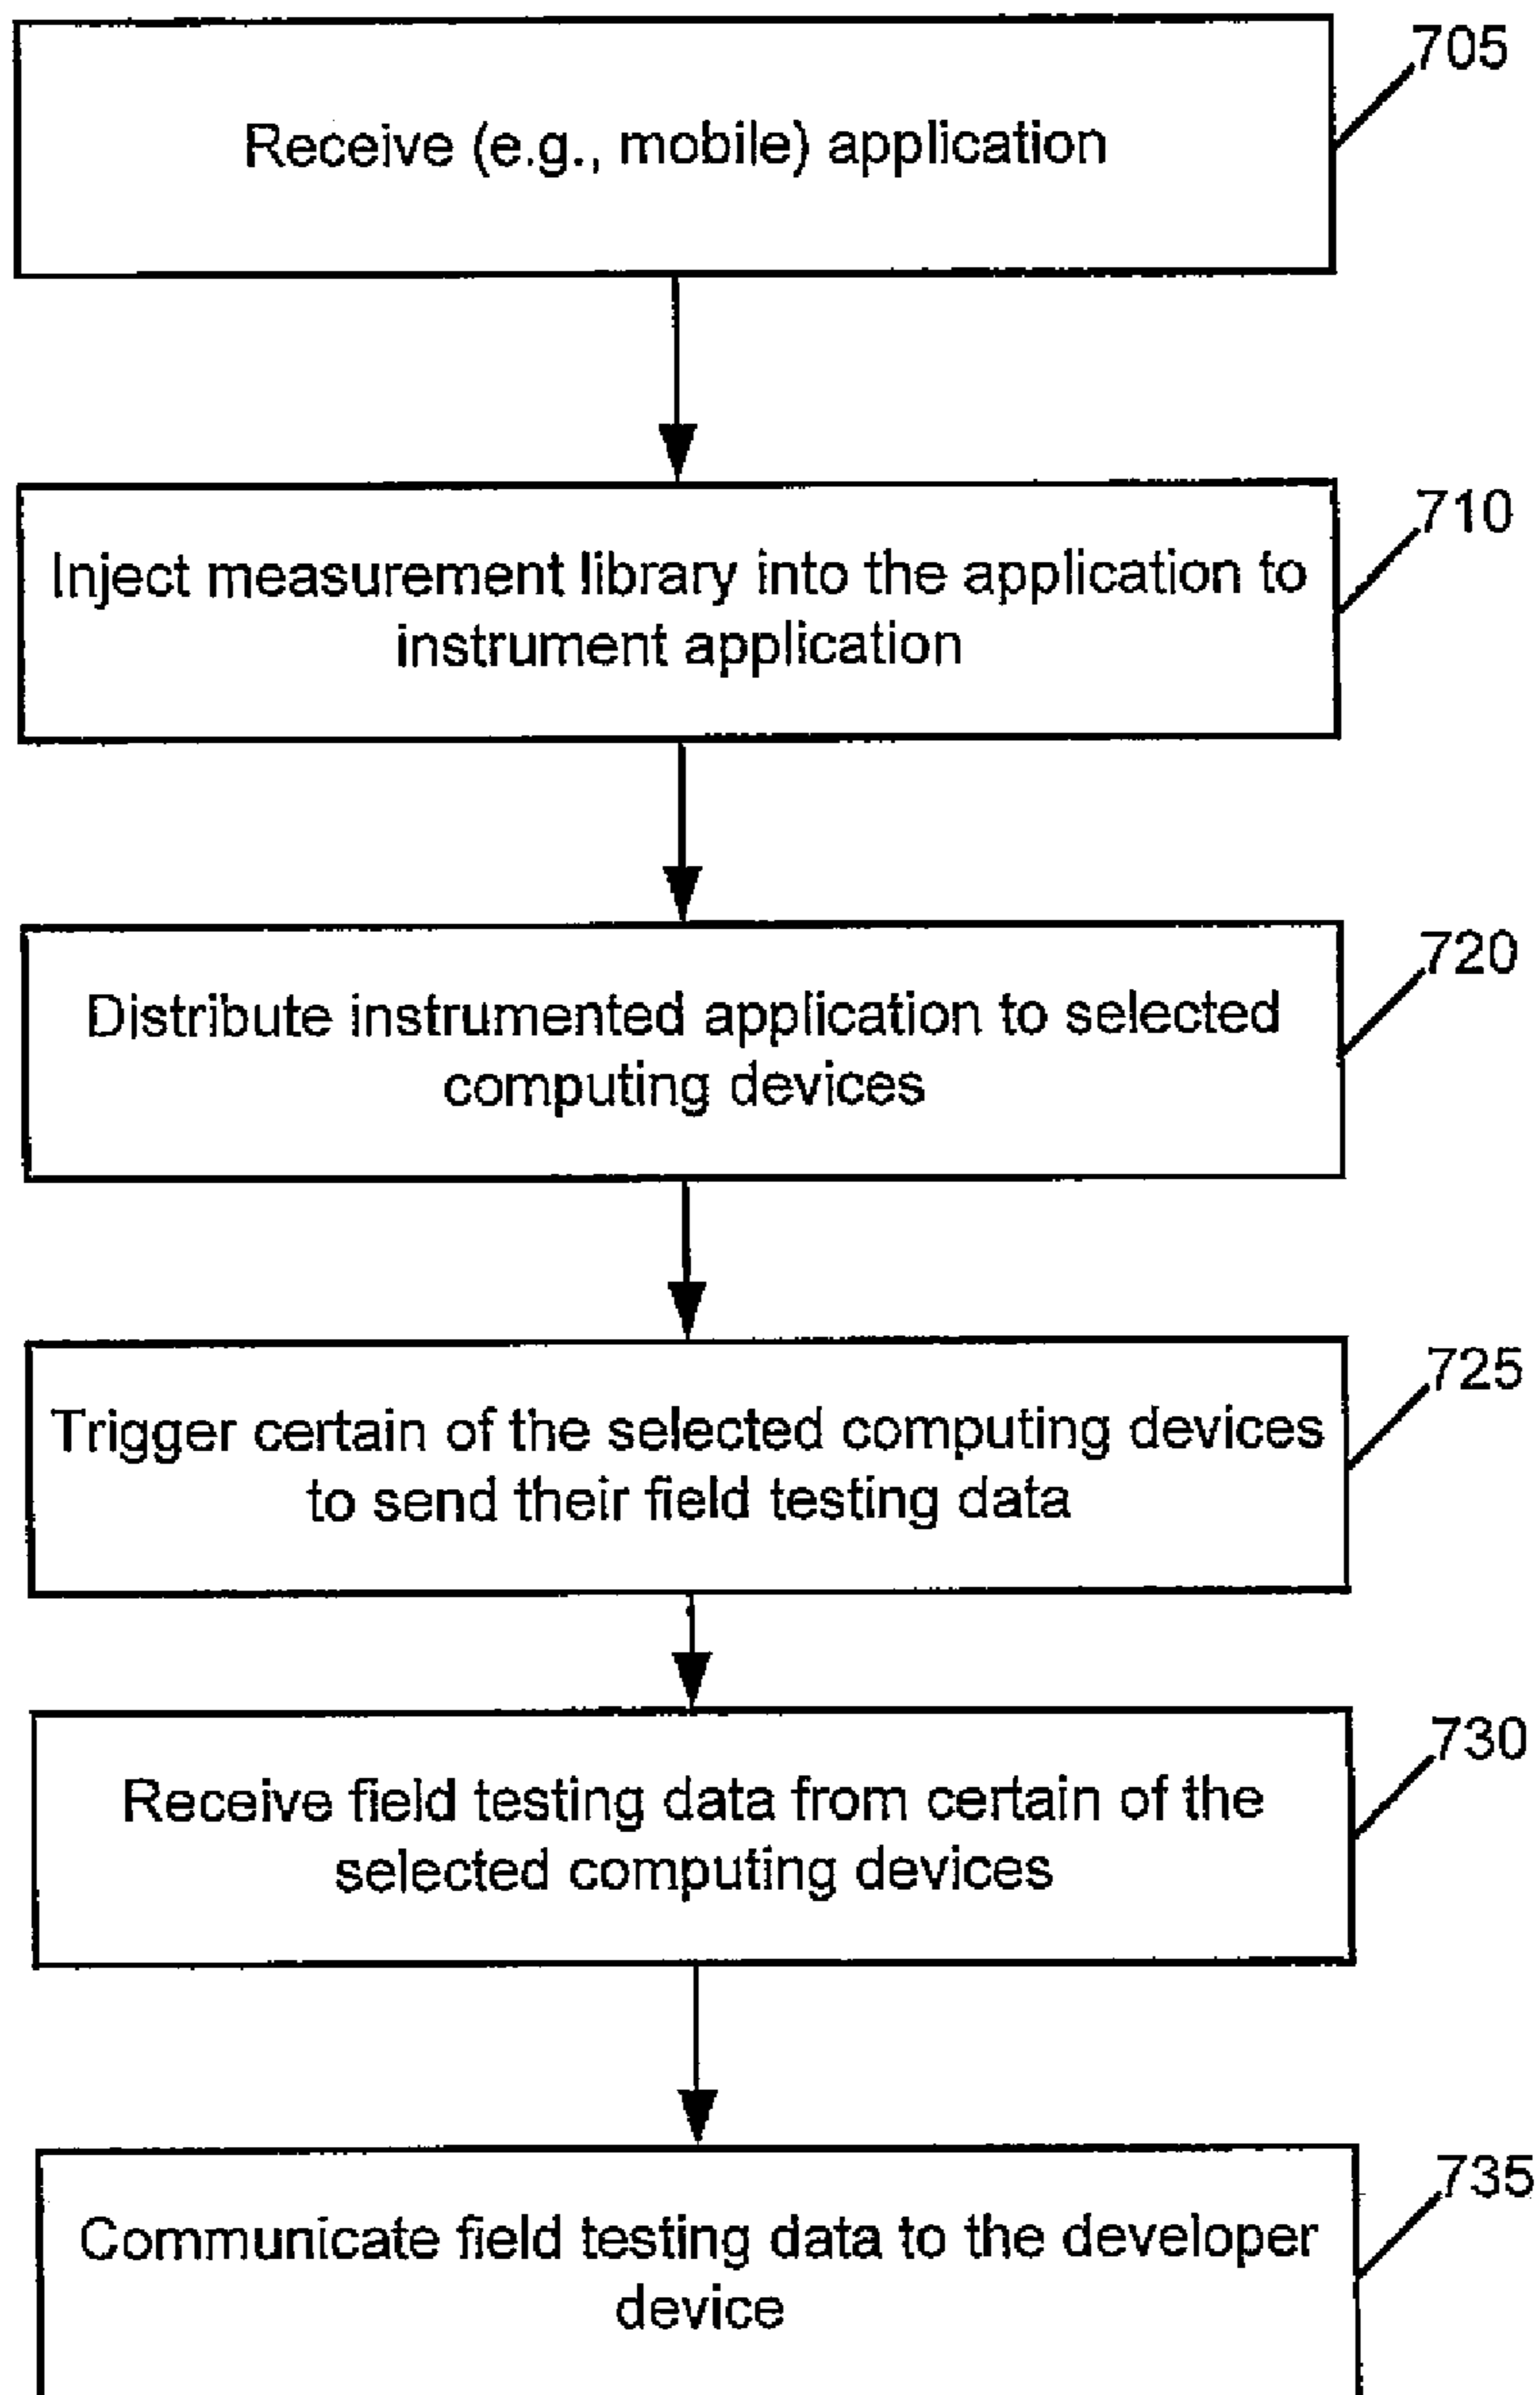 705
Receive (e.g., mobile) application
710
Inject measurement library into the application to
instrument application
720
Distribute instrumented application to selected
computing devices
725
Trigger certain of the selected computing devices
to send their field testing data
730
Receive field testing data from certain of the
selected computing devices
735
Communicate field testing data to the developer
device